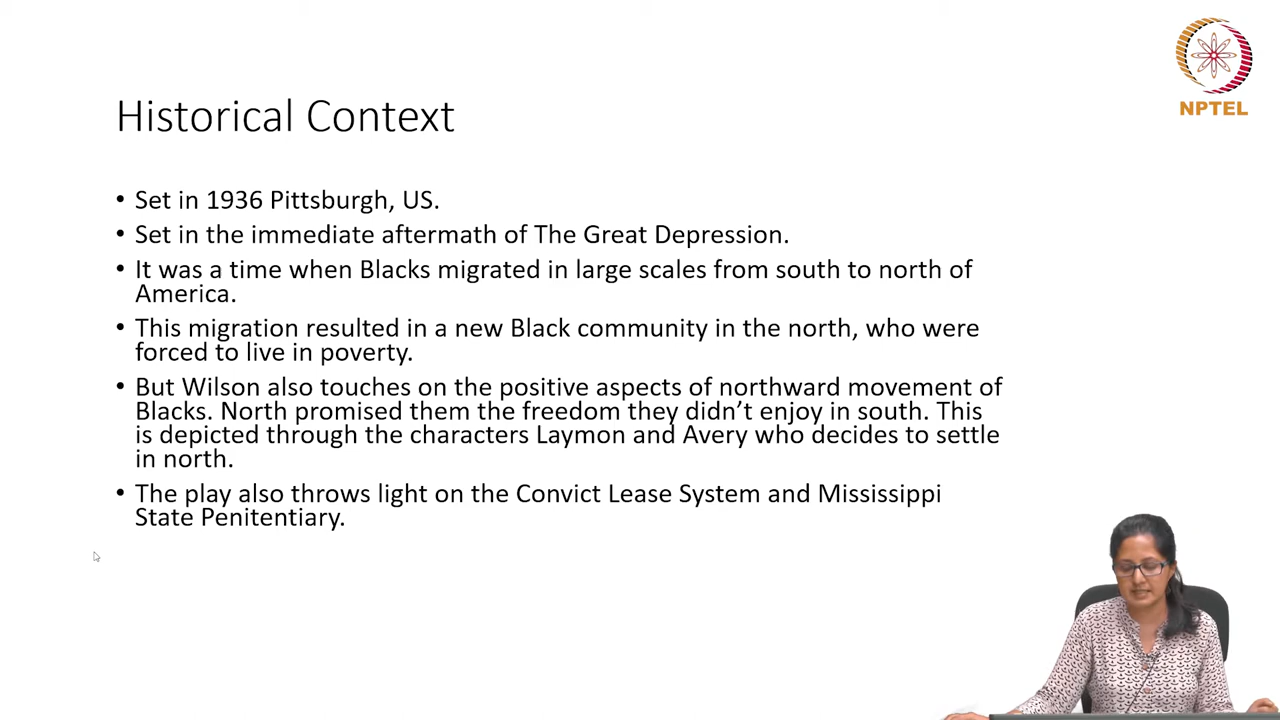 NPTEL
Historical Context
• Set in 1936 Pittsburgh, US.
• Set in the immediate aftermath of The Great Depression.
• It was a time when Blacks migrated in large scales from south to north of
America.
• This migration resulted in a new Black community in the north, who were
forced to live in poverty.
• But Wilson also touches on the positive aspects of northward movement of
Blacks. North promised them the freedom they didn’t enjoy in south. This
is depicted through the characters Laymon and Avery who decides to settle
in north.
• The play also throws light on the Convict Lease System and Mississippi
State Penitentiary.